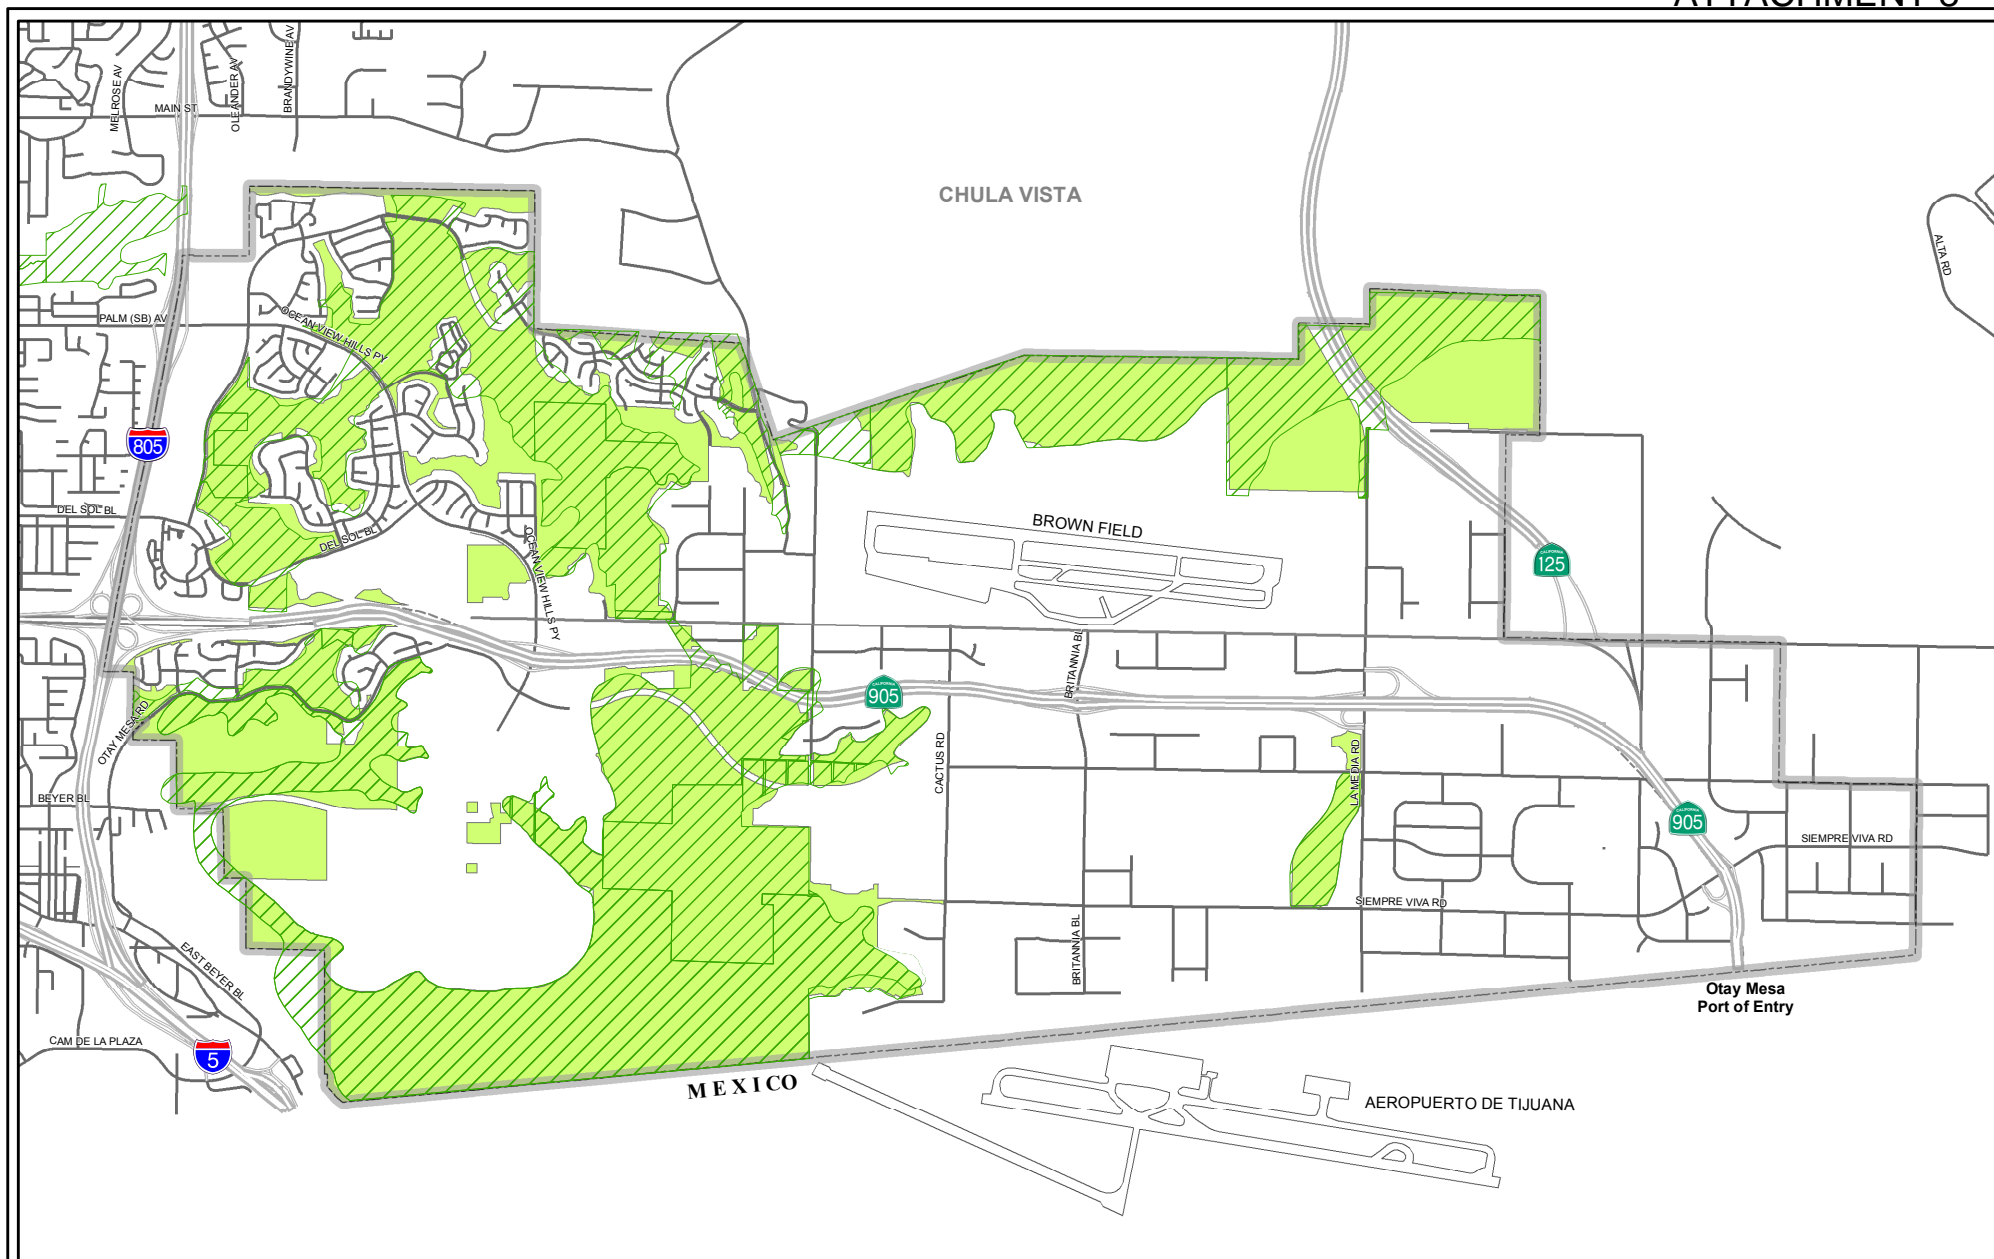 MELROSE AV
OLEANDER AV
BRANDYWINE AV
MAIN ST
CHULA VISTA
ALTA RD
PALM (SB) AV
OCEAN VIEW HILLS PY
805
DEL SOL BL
DEL SOL BL
OCEAN VIEW HILLS PY
BROWN FIELD
CALIFORNIA
125
BRITANNIA BL
CALIFORNIA
905
OTAY MESA RD
CACTUS RD
LA MEDIA RD
BEYER BL
CALIFORNIA
905
SIEMPRE VIVA RD
SIEMPRE VIVA RD
EAST BEYER BL
BRITANNIA BL
Otay Mesa
Port of Entry
CAM DE LA PLAZA
5
MEXICO
AEROPUERTO DE TIJUANA